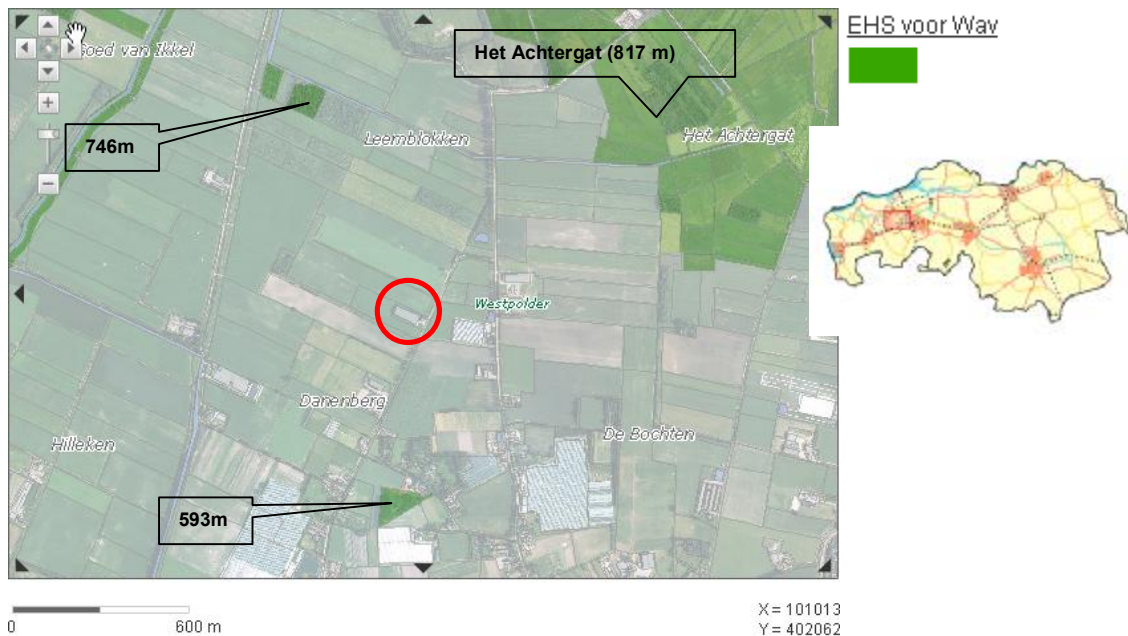 EHS voor Wav
Goed van Ikkel
Het Achtergat (817 m)
746m
Leemblokken
Het Achtergat
Westpolder
Danenberg
Hilleken
De Bochten
593m
0 600 m
X = 101013
Y = 402062